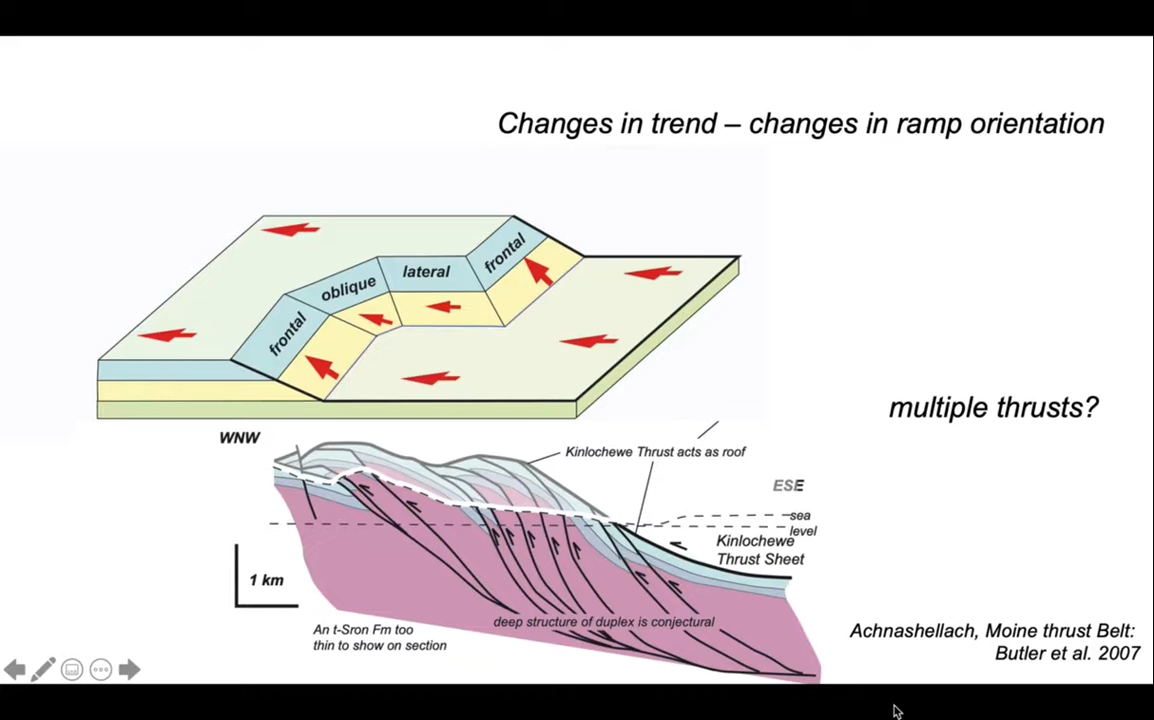 Changes in trend – changes in ramp orientation
frontal
lateral
oblique
frontal
multiple thrusts?
WNW
Kinlochewe Thrust acts as roof
ESE
sea
level
Kinlochewe
Thrust Sheet
1 km
deep structure of duplex is conjectural
An t-Sron Fm too
thin to show on section
Achnashellach, Moine thrust Belt:
Butler et al. 2007